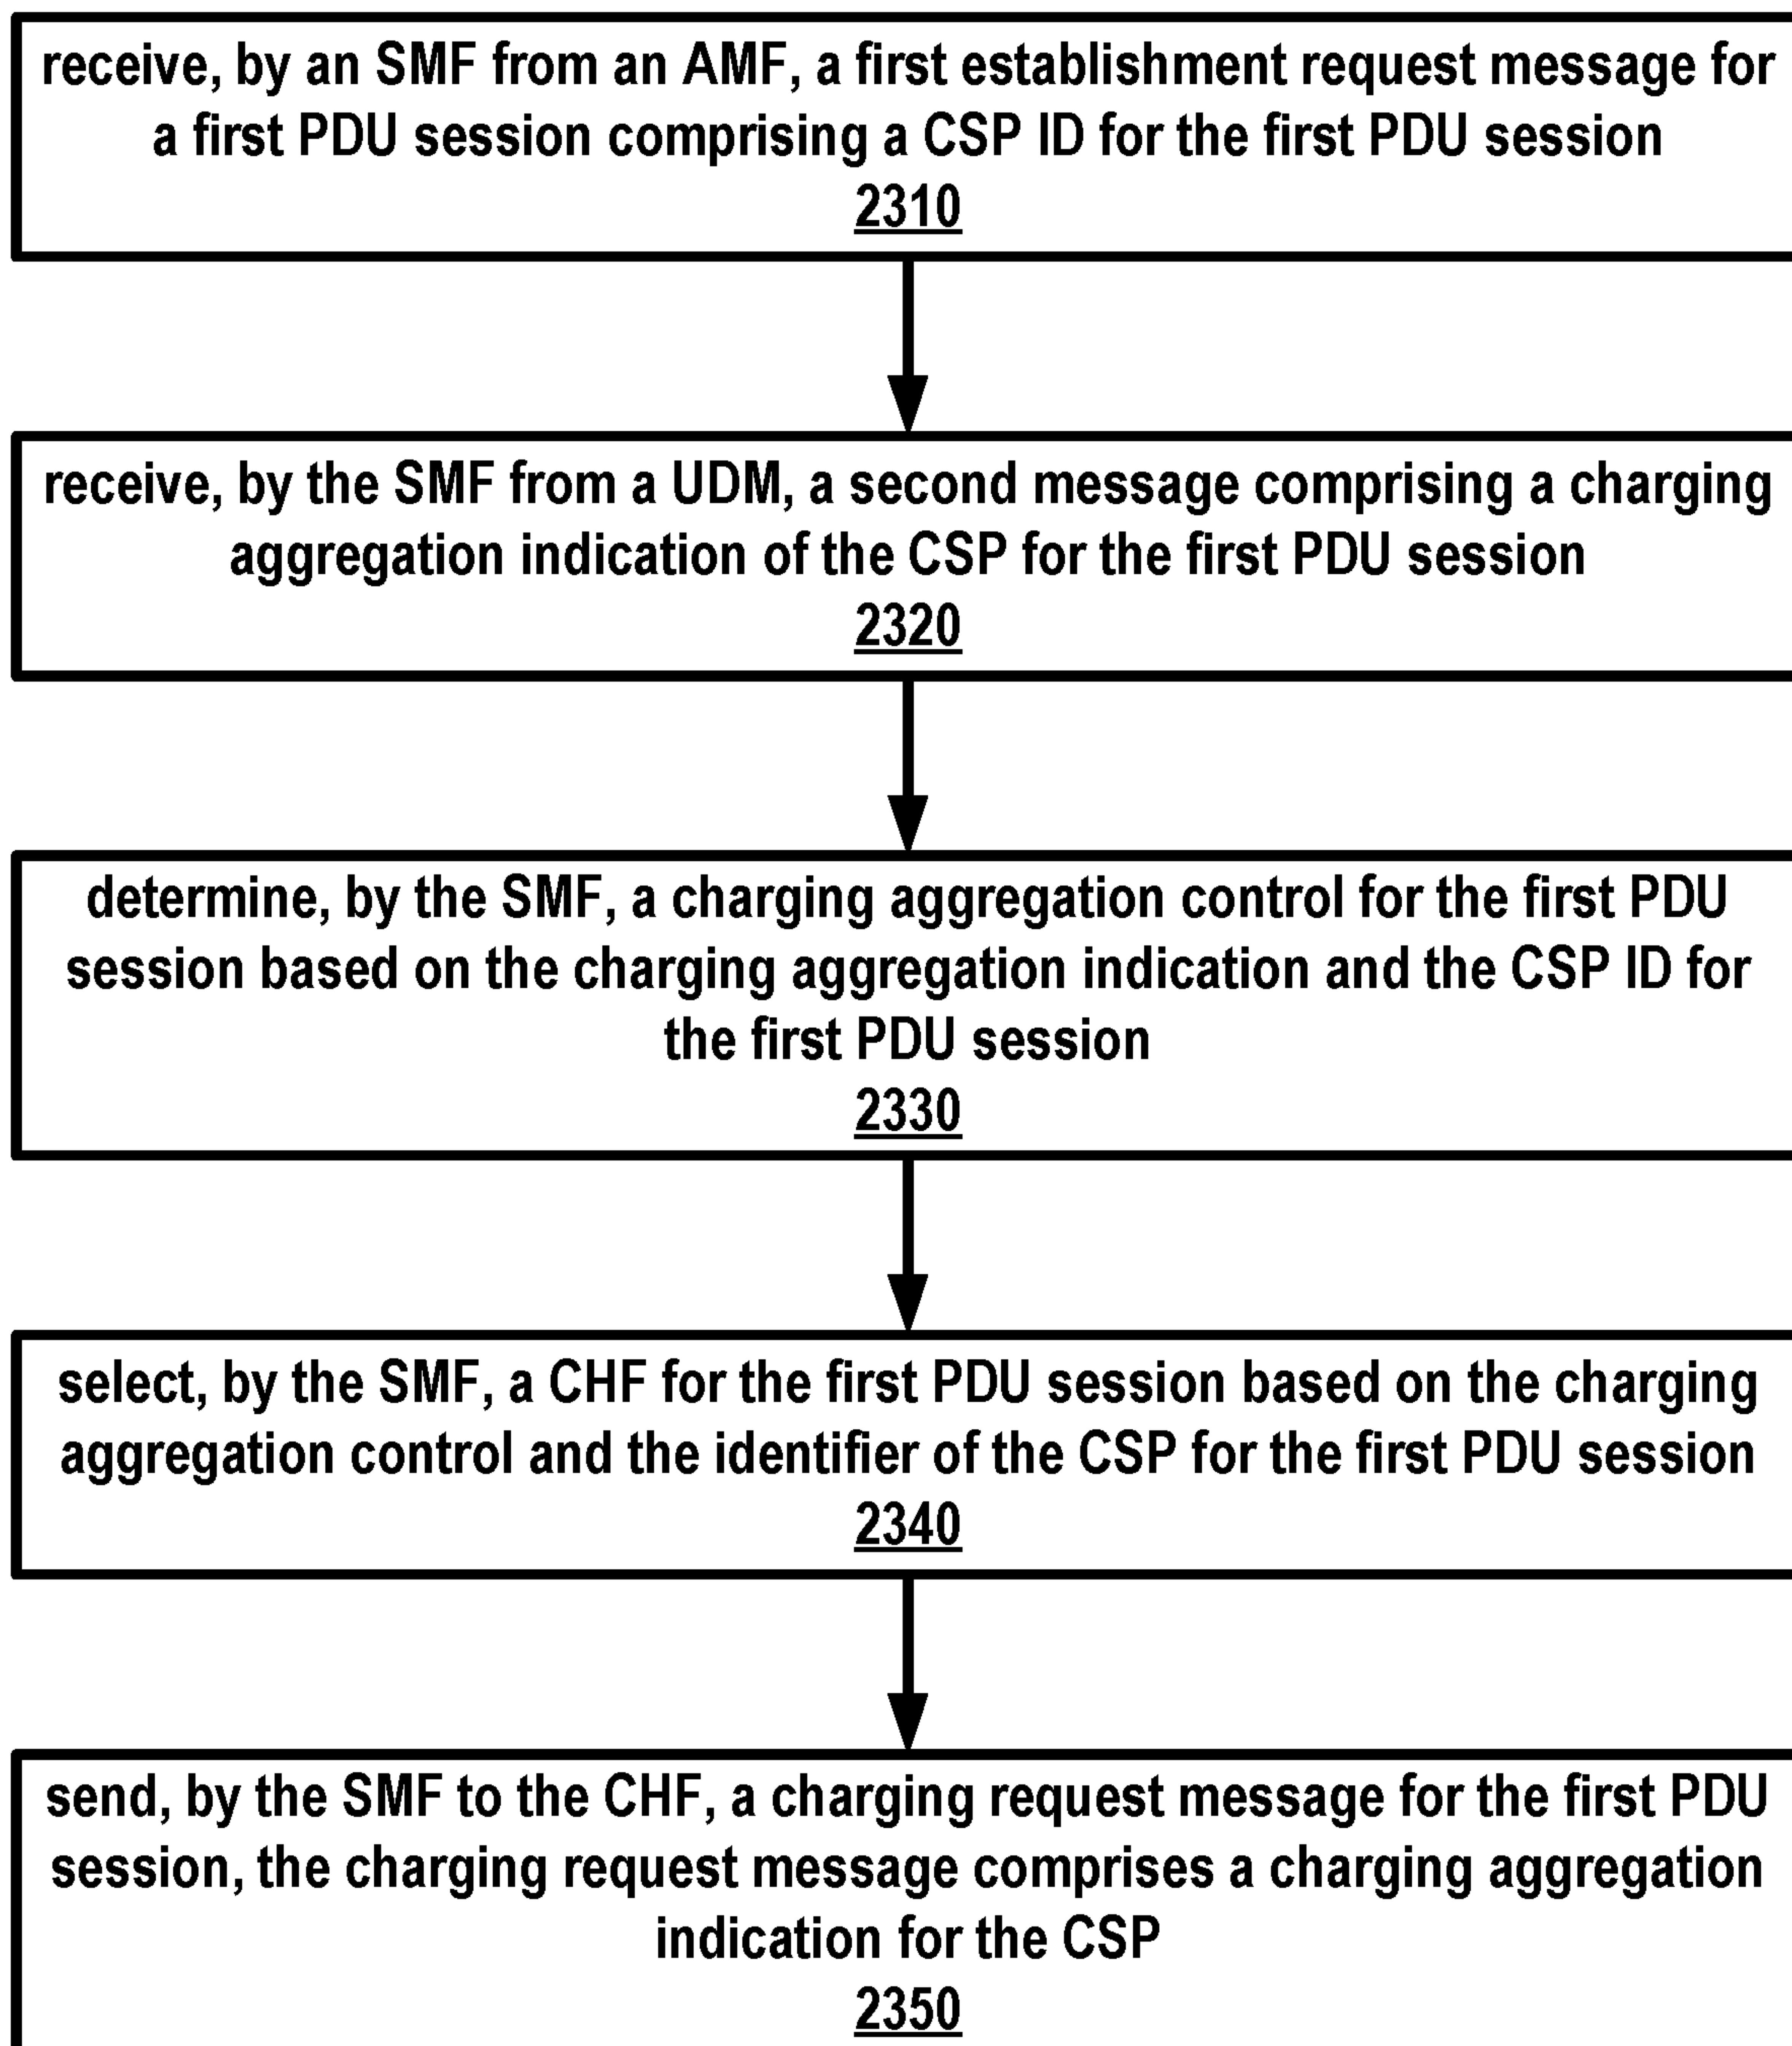 receive, by an SMF from an AMF, a first establishment request message for
a first PDU session comprising a CSP ID for the first PDU session
2310
receive, by the SMF from a UDM, a second message comprising a charging
aggregation indication of the CSP for the first PDU session
2320
determine, by the SMF, a charging aggregation control for the first PDU
session based on the charging aggregation indication and the CSP ID for
the first PDU session
2330
select, by the SMF, a CHF for the first PDU session based on the charging
aggregation control and the identifier of the CSP for the first PDU session
2340
send, by the SMF to the CHF, a charging request message for the first PDU
session, the charging request message comprises a charging aggregation
indication for the CSP
2350